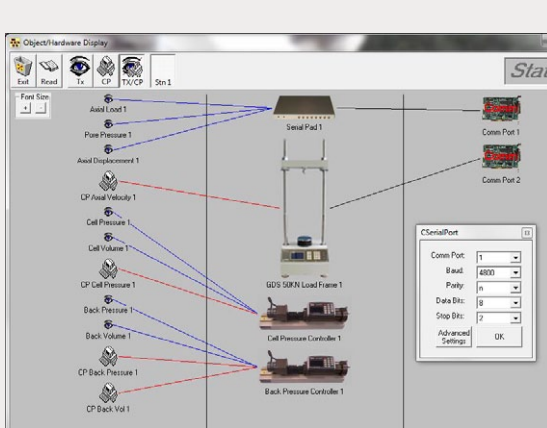 Object/Hardware Display
Exit Read Tx CP TX/CP Stn 1
Stat
Font Size
+ -
Axial Load 1
Pore Pressure 1
Axial Displacement 1
CP Axial Velocity 1
Cell Pressure 1
Cell Volume 1
CP Cell Pressure 1
Back Pressure 1
Back Volume 1
CP Back Pressure 1
CP Back Vol 1
Serial Pad 1
GDS 50KN Load Frame 1
Cell Pressure Controller 1
Back Pressure Controller 1
Comm Port 1
Comm Port 2
CSerialPort
Comm Port: 1
Baud: 4800
Parity: n
Data Bits: 8
Stop Bits: 2
Advanced
Settings
OK